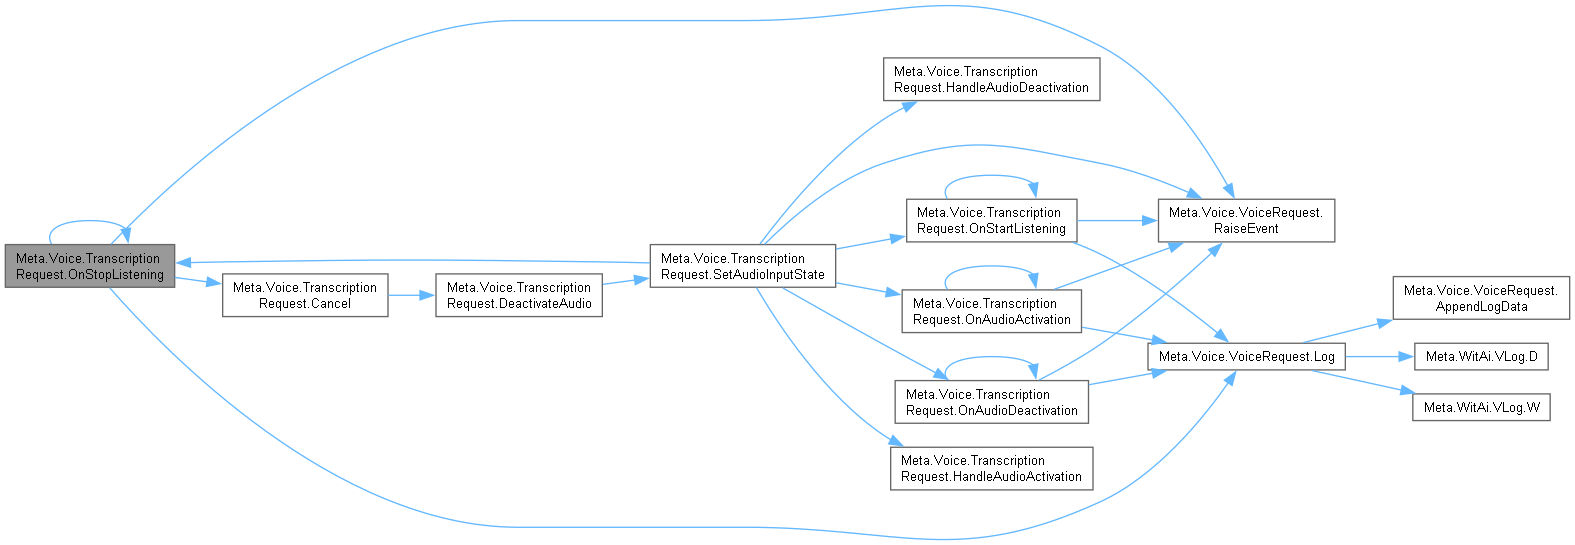 Meta.Voice.Transcription
Request.OnStopListening
Meta.Voice.Transcription
Request.Cancel
Meta.Voice.Transcription
Request.DeactivateAudio
Meta.Voice.Transcription
Request.SetAudioInputState
Meta.Voice.Transcription
Request.HandleAudioDeactivation
Meta.Voice.Transcription
Request.OnStartListening
Meta.Voice.Transcription
Request.OnAudioActivation
Meta.Voice.Transcription
Request.OnAudioDeactivation
Meta.Voice.Transcription
Request.HandleAudioActivation
Meta.Voice.VoiceRequest.
RaiseEvent
Meta.Voice.VoiceRequest.Log
Meta.Voice.VoiceRequest.
AppendLogData
Meta.WitAi.VLog.D
Meta.WitAi.VLog.W